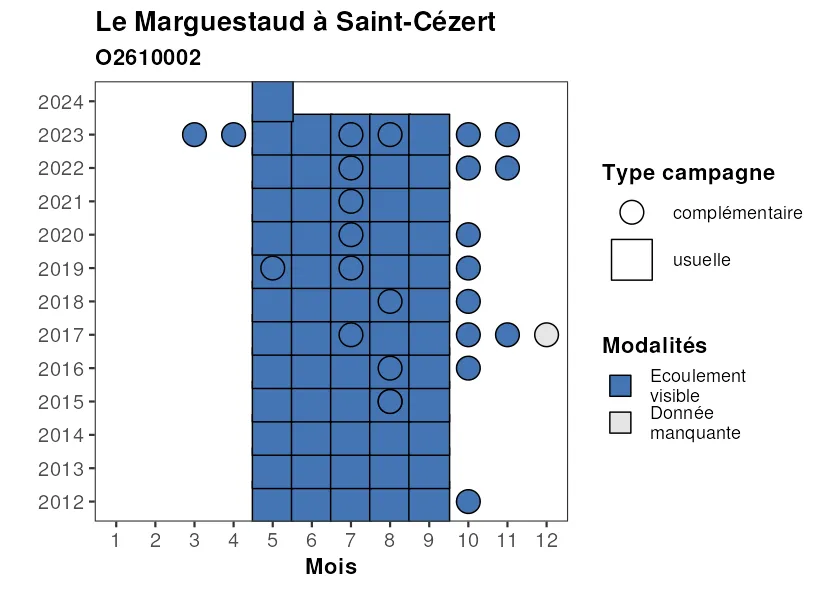 Le Marguestaud à Saint-Cézert
O2610002
2024
2023
2022
2021
2020
2019
2018
2017
2016
2015
2014
2013
2012
1 2 3 4 5 6 7 8 9 10 11 12
Mois
Type campagne
complémentaire
usuelle
Modalités
Ecoulement
visible
Donnée
manquante